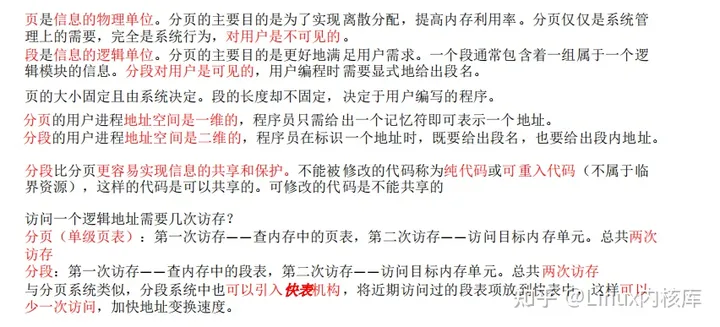 页是信息的物理单位。分页的主要目的是为了实现离散分配，提高内存利用率。分页仅仅是系统管
理上的需要，完全是系统行为，对用户是不可见的。
段是信息的逻辑单位。分页的主要目的是更好地满足用户需求。一个段通常包含着一组属于一个逻
辑模块的信息。分段对用户是可见的，用户编程时需要显式地给出段名。
页的大小固定且由系统决定。段的长度却不固定，决定于用户编写的程序。
分页的用户进程地址空间是一维的，程序员只需给出一个记忆符即可表示一个地址。
分段的用户进程地址空间是二维的，程序员在标识一个地址时，既要给出段名，也要给出段内地址。
分段比分页更容易实现信息的共享和保护。不能被修改的代码称为纯代码或可重入代码（不属于临
界资源），这样的代码是可以共享的。可修改的代码是不能共享的
访问一个逻辑地址需要几次访存？
分页（单级页表）：第一次访存——查内存中的页表，第二次访存——访问目标内存单元。总共两次
访存
分段：第一次访存——查内存中的段表，第二次访存——访问目标内存单元。总共两次访存
与分页系统类似，分段系统中也可以引入快表机构，将近期访问过的段表项放到快表中，这样可以
少一次访问，加快地址变换速度。
知乎 @Linux内核库